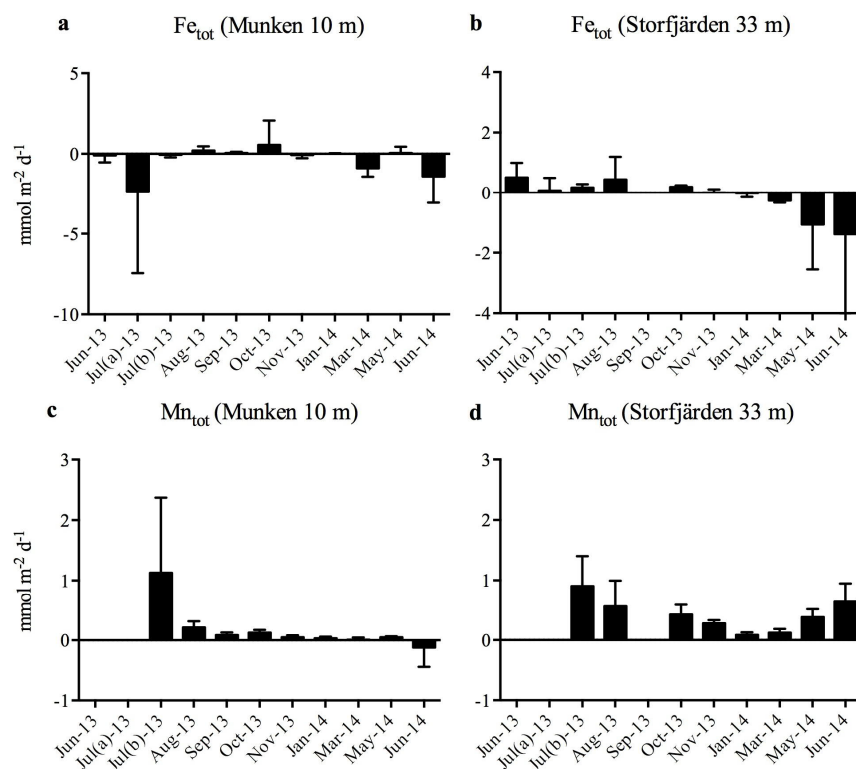 a Fe_tot (Munken 10 m)
mmol m⁻² d⁻¹
5
0
-5
-10
Jun-13
Jul(a)-13
Jul(b)-13
Aug-13
Sep-13
Oct-13
Nov-13
Jan-14
Mar-14
May-14
Jun-14
b Fe_tot (Storfjärden 33 m)
4
2
0
-2
-4
Jun-13
Jul(a)-13
Jul(b)-13
Aug-13
Sep-13
Oct-13
Nov-13
Jan-14
Mar-14
May-14
Jun-14
c Mn_tot (Munken 10 m)
mmol m⁻² d⁻¹
3
2
1
0
-1
Jun-13
Jul(a)-13
Jul(b)-13
Aug-13
Sep-13
Oct-13
Nov-13
Jan-14
Mar-14
May-14
Jun-14
d Mn_tot (Storfjärden 33 m)
3
2
1
0
-1
Jun-13
Jul(a)-13
Jul(b)-13
Aug-13
Sep-13
Oct-13
Nov-13
Jan-14
Mar-14
May-14
Jun-14